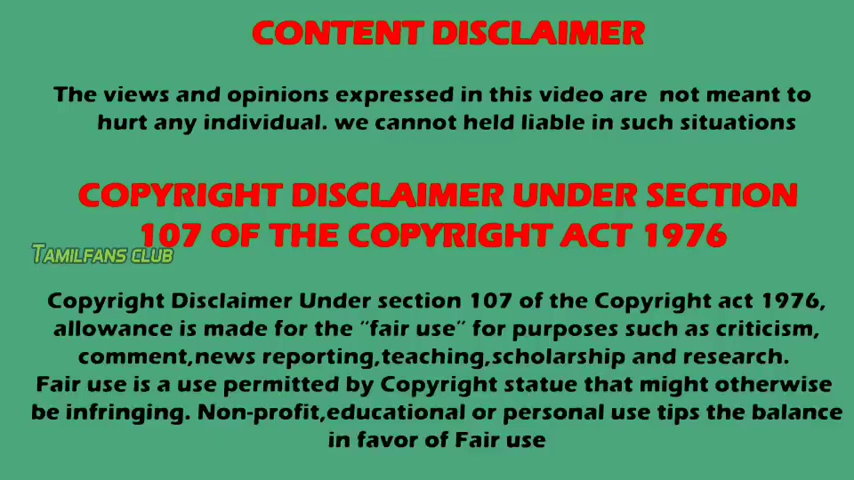 CONTENT DISCLAIMER
The views and opinions expressed in this video are not meant to
hurt any individual. we cannot held liable in such situations
COPYRIGHT DISCLAIMER UNDER SECTION
107 OF THE COPYRIGHT ACT 1976
TAMILFANS CLUB
Copyright Disclaimer Under section 107 of the Copyright act 1976,
allowance is made for the “fair use” for purposes such as criticism,
comment,news reporting,teaching,scholarship and research.
Fair use is a use permitted by Copyright statue that might otherwise
be infringing. Non-profit,educational or personal use tips the balance
in favor of Fair use